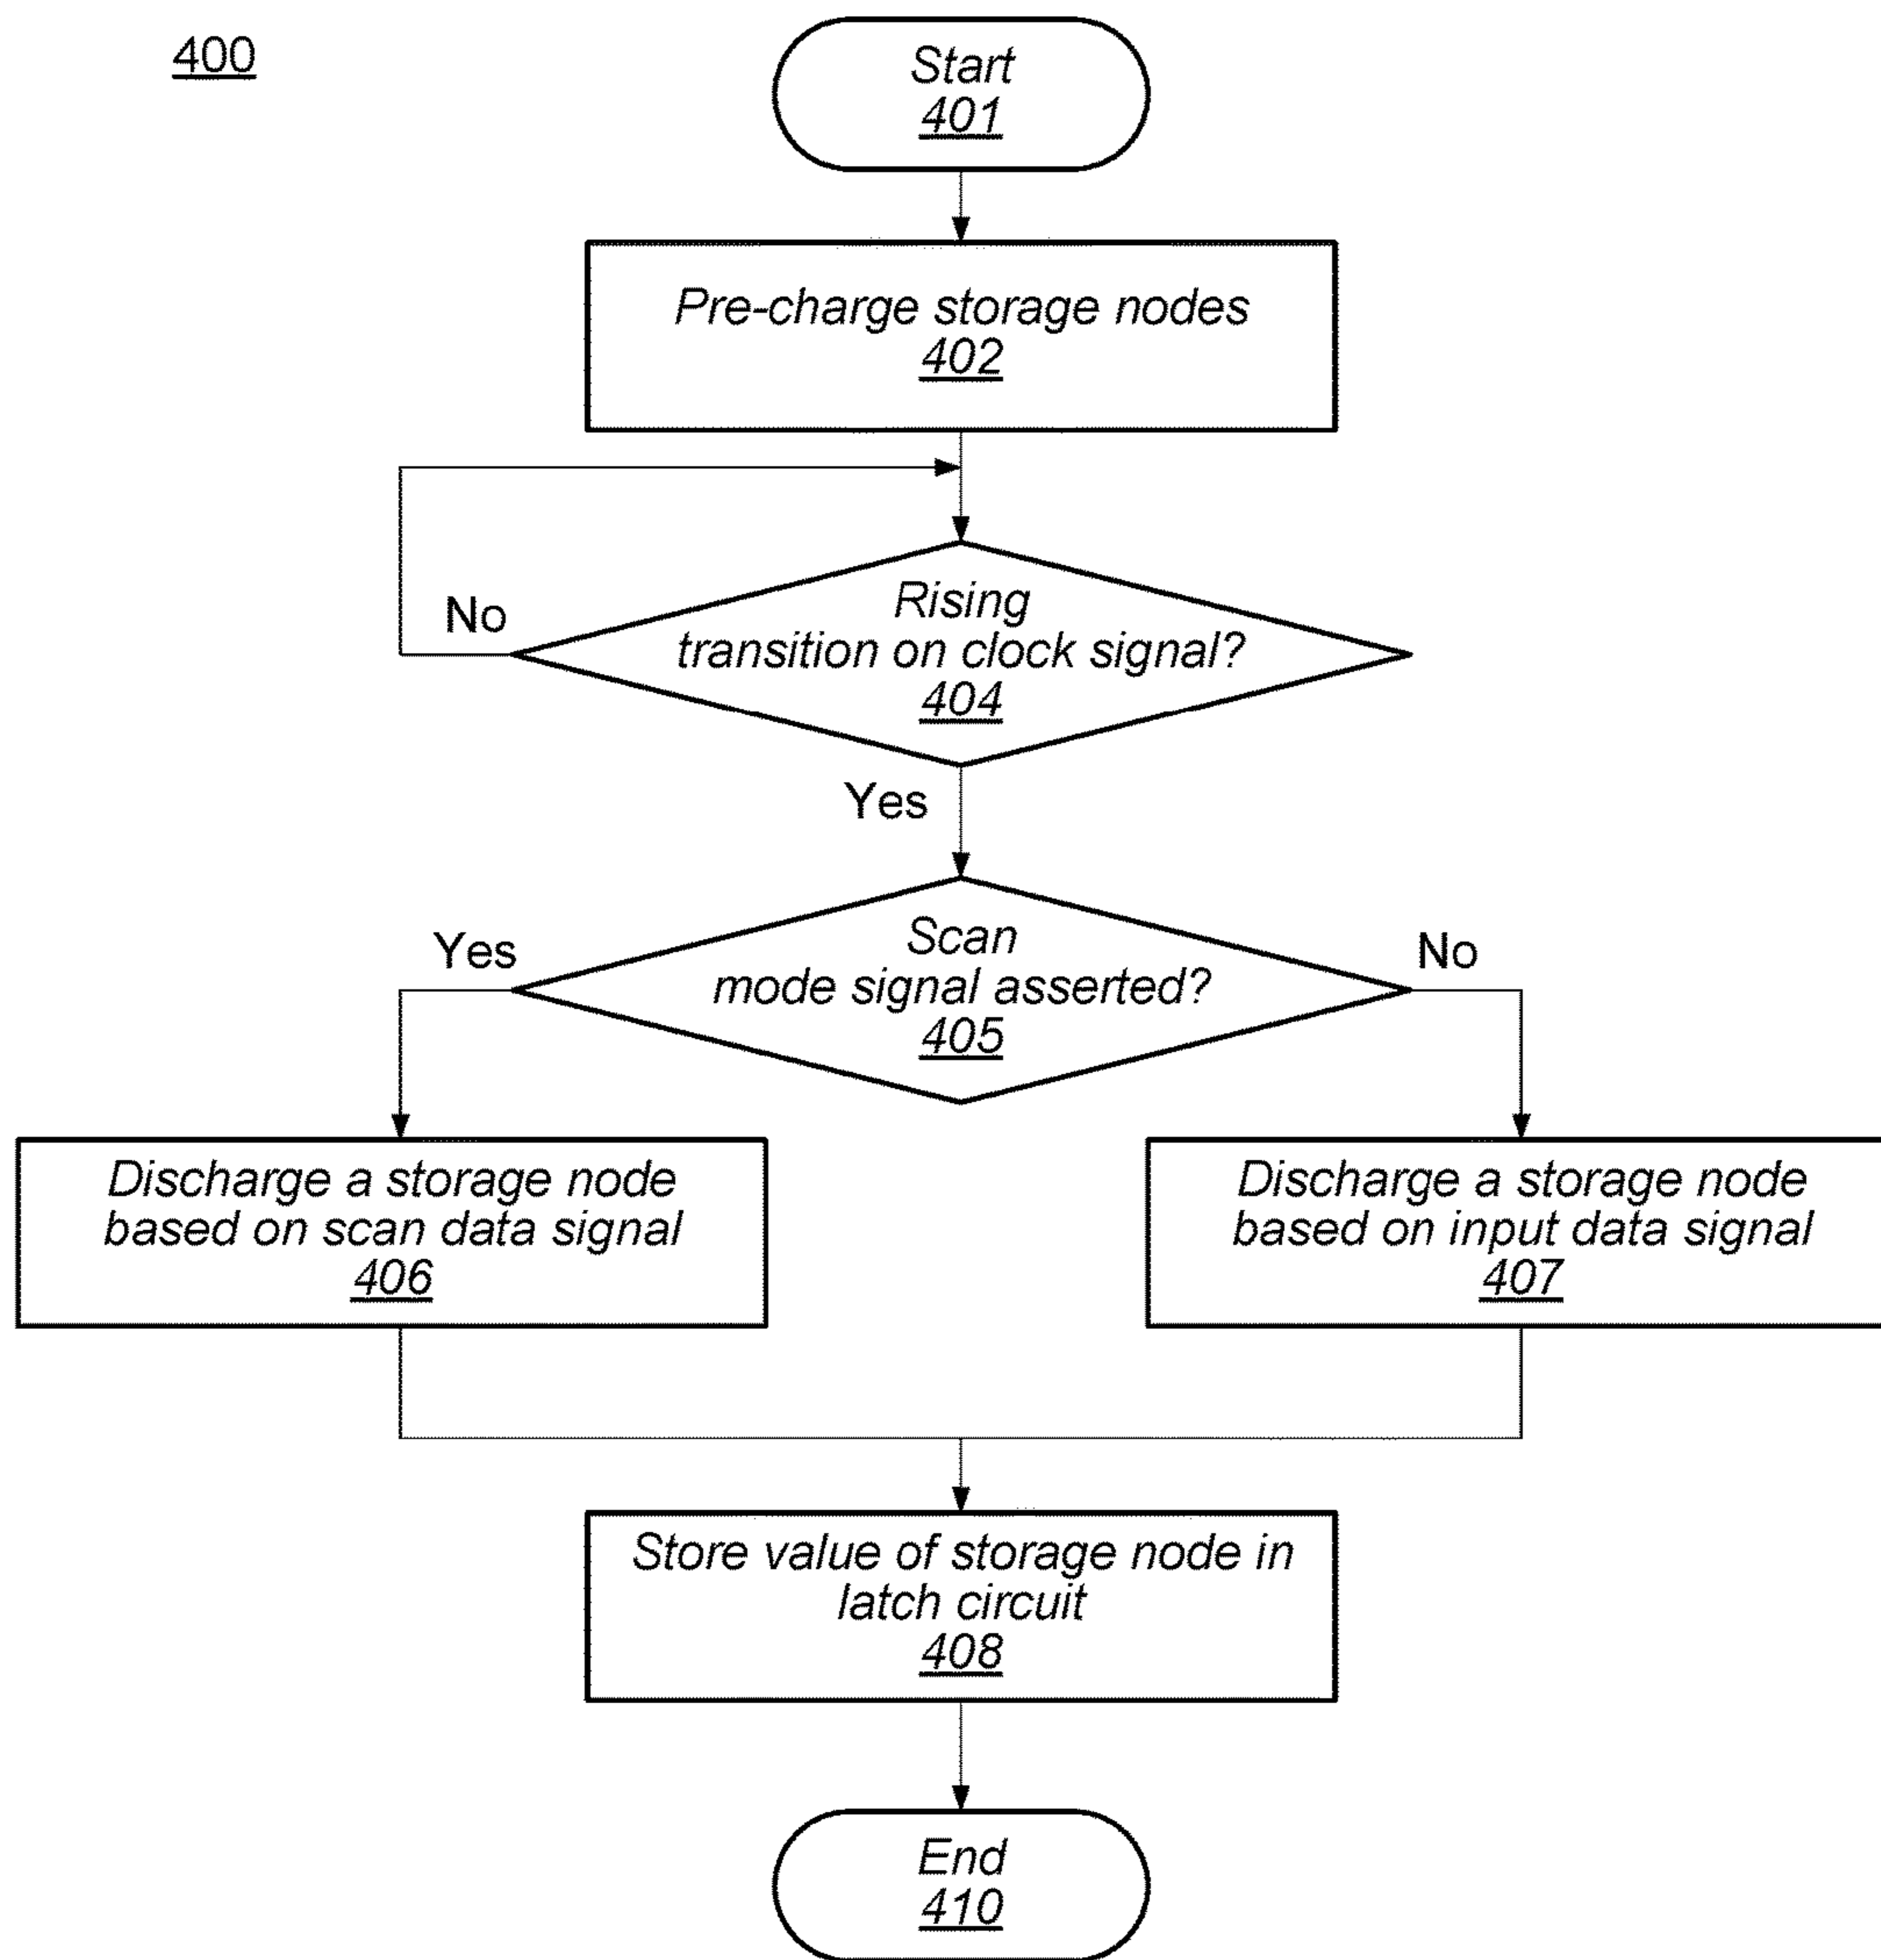 400
Start
401
Pre-charge storage nodes
402
No
Rising
transition on clock signal?
404
Yes
Yes
Scan
mode signal asserted?
405
No
Discharge a storage node
based on scan data signal
406
Discharge a storage node
based on input data signal
407
Store value of storage node in
latch circuit
408
End
410